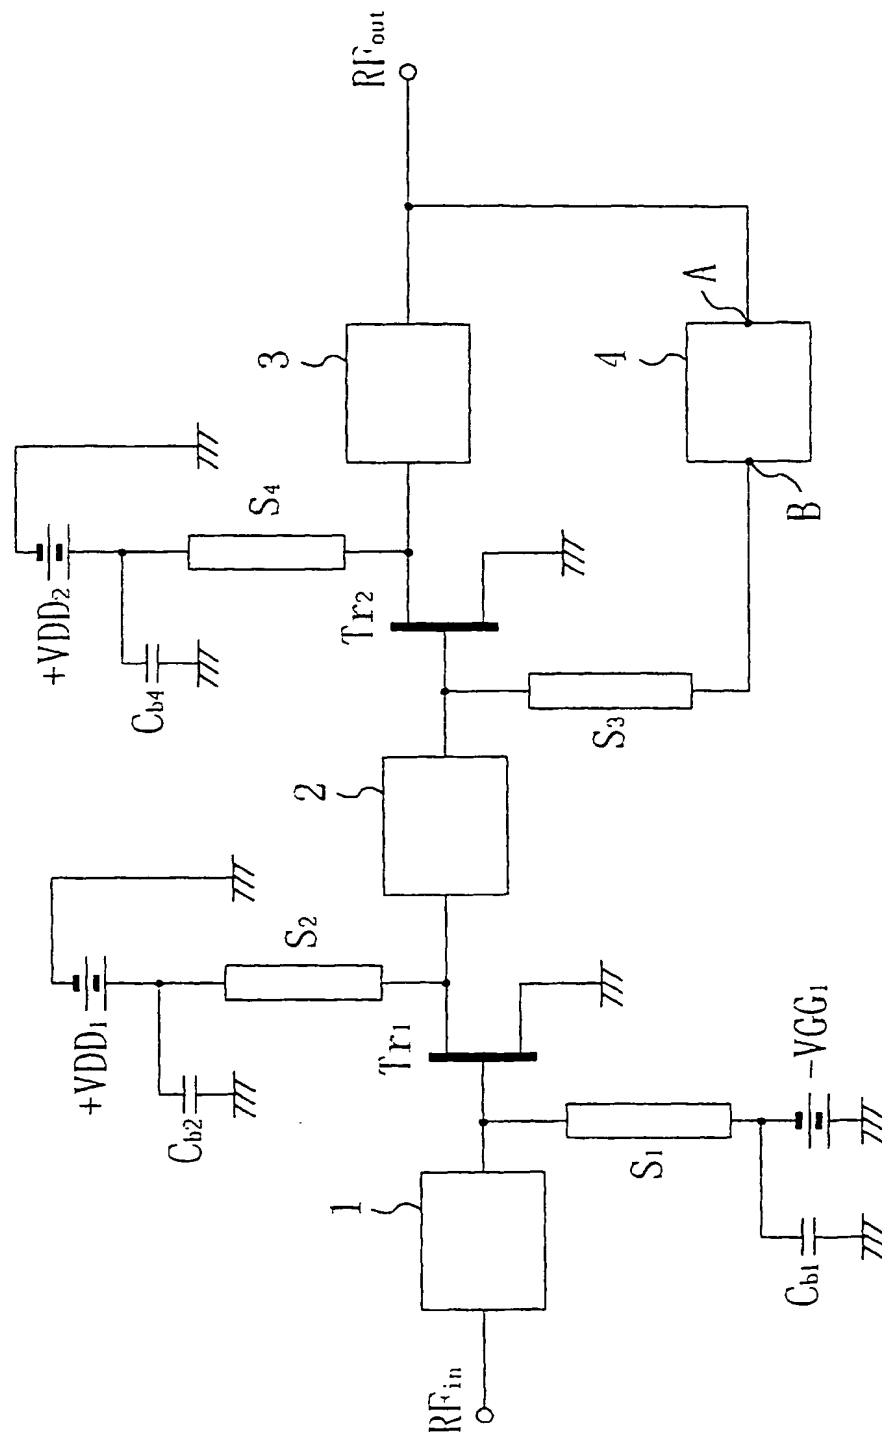 RFin
1
Cb1
S1
-VGG1
Tr1
Cb2
+VDD1
S2
2
S3
Tr2
Cb4
+VDD2
S4
3
B
4
A
RFout